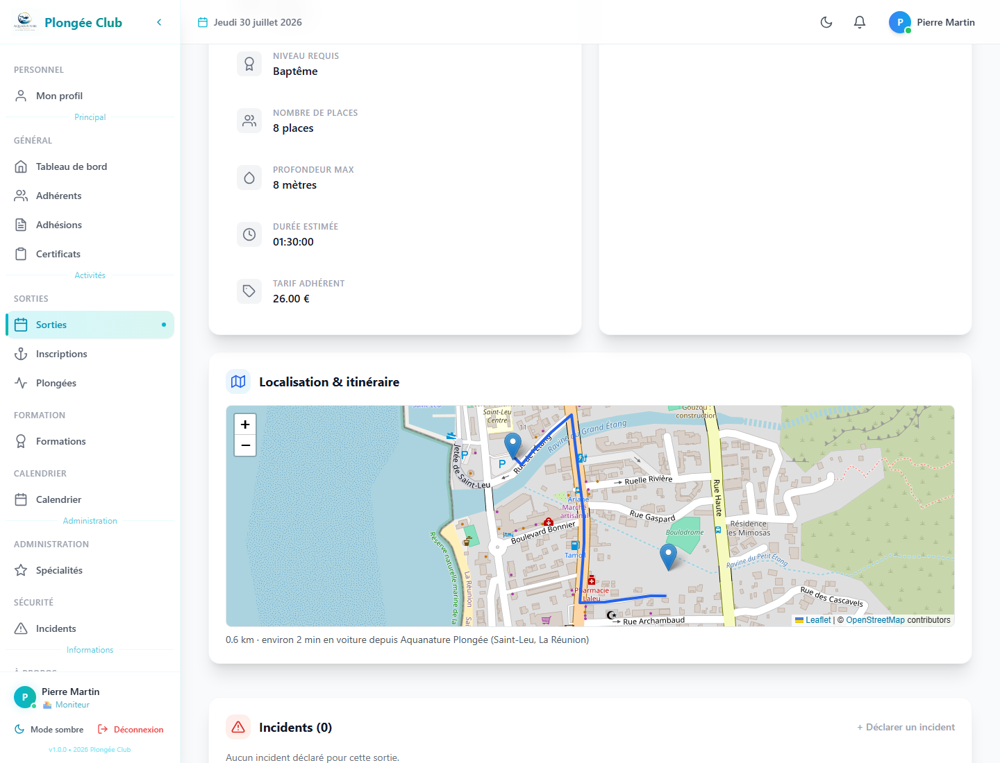 AQUANATURE
Plongée Club
Jeudi 30 juillet 2026
P
Pierre Martin
PERSONNEL
Mon profil
Principal
GÉNÉRAL
Tableau de bord
Adhérents
Adhésions
Certificats
Activités
SORTIES
Sorties
Inscriptions
Plongées
FORMATION
Formations
CALENDRIER
Calendrier
Administration
ADMINISTRATION
Spécialités
SÉCURITÉ
Incidents
Informations
À PROPOS
P
Pierre Martin
Moniteur
Mode sombre
Déconnexion
v1.0.0 • 2026 Plongée Club
NIVEAU REQUIS
Baptême
NOMBRE DE PLACES
8 places
PROFONDEUR MAX
8 mètres
DURÉE ESTIMÉE
01:30:00
TARIF ADHÉRENT
26.00 €
Localisation & itinéraire
+
−
Saint-Leu
Centre
11
Gouzou :
construction
Ravine du Grand Étang
Rue de l'Étang
Jetée de Saint-Leu
P
P
Ruelle Rivière
Rue Haute
Ariane
Marché
artisanal
Rue Gaspard
Boulevard Bonnier
Boulodrome
Résidence
les Mimosas
Tamoil
Ravine du Petit Étang
Réserve naturelle marine de la
La Réunion
Pharmacie
Laleu
Rue des Cascavels
Rue Archambaud
Leaflet | © OpenStreetMap contributors
0.6 km · environ 2 min en voiture depuis Aquanature Plongée (Saint-Leu, La Réunion)
Incidents (0)
+ Déclarer un incident
Aucun incident déclaré pour cette sortie.